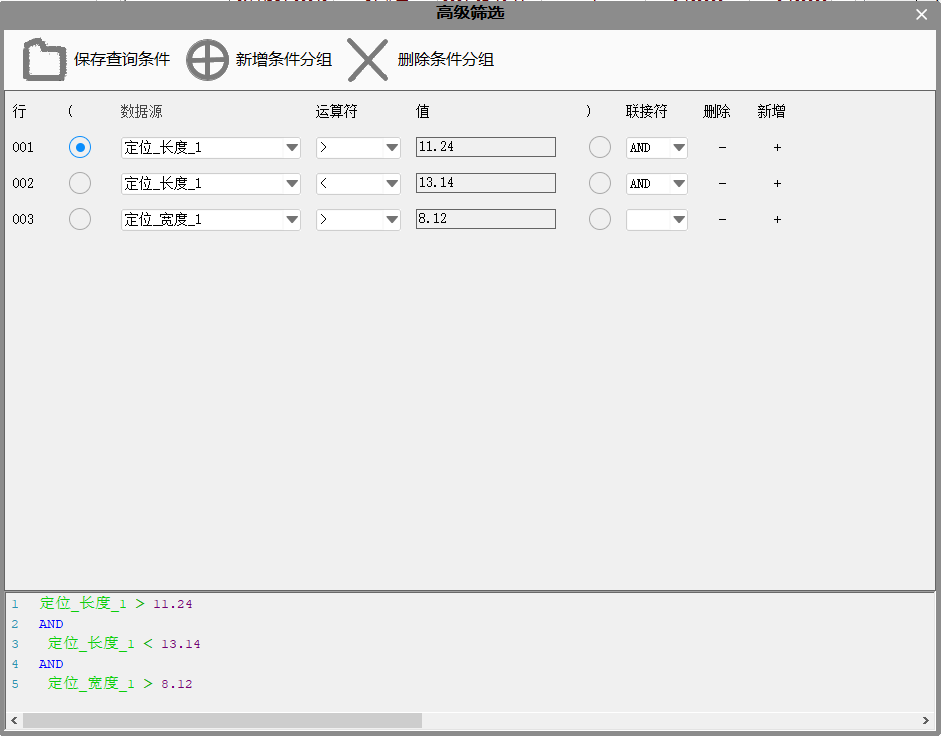 高级筛选
保存查询条件 新增条件分组 删除条件分组
行 ( 数据源 运算符 值 ) 联接符 删除 新增
001 定位_长度_1 > 11.24 AND − +
002 定位_长度_1 < 13.14 AND − +
003 定位_宽度_1 > 8.12 − +
1 定位_长度_1 > 11.24
2 AND
3 定位_长度_1 < 13.14
4 AND
5 定位_宽度_1 > 8.12